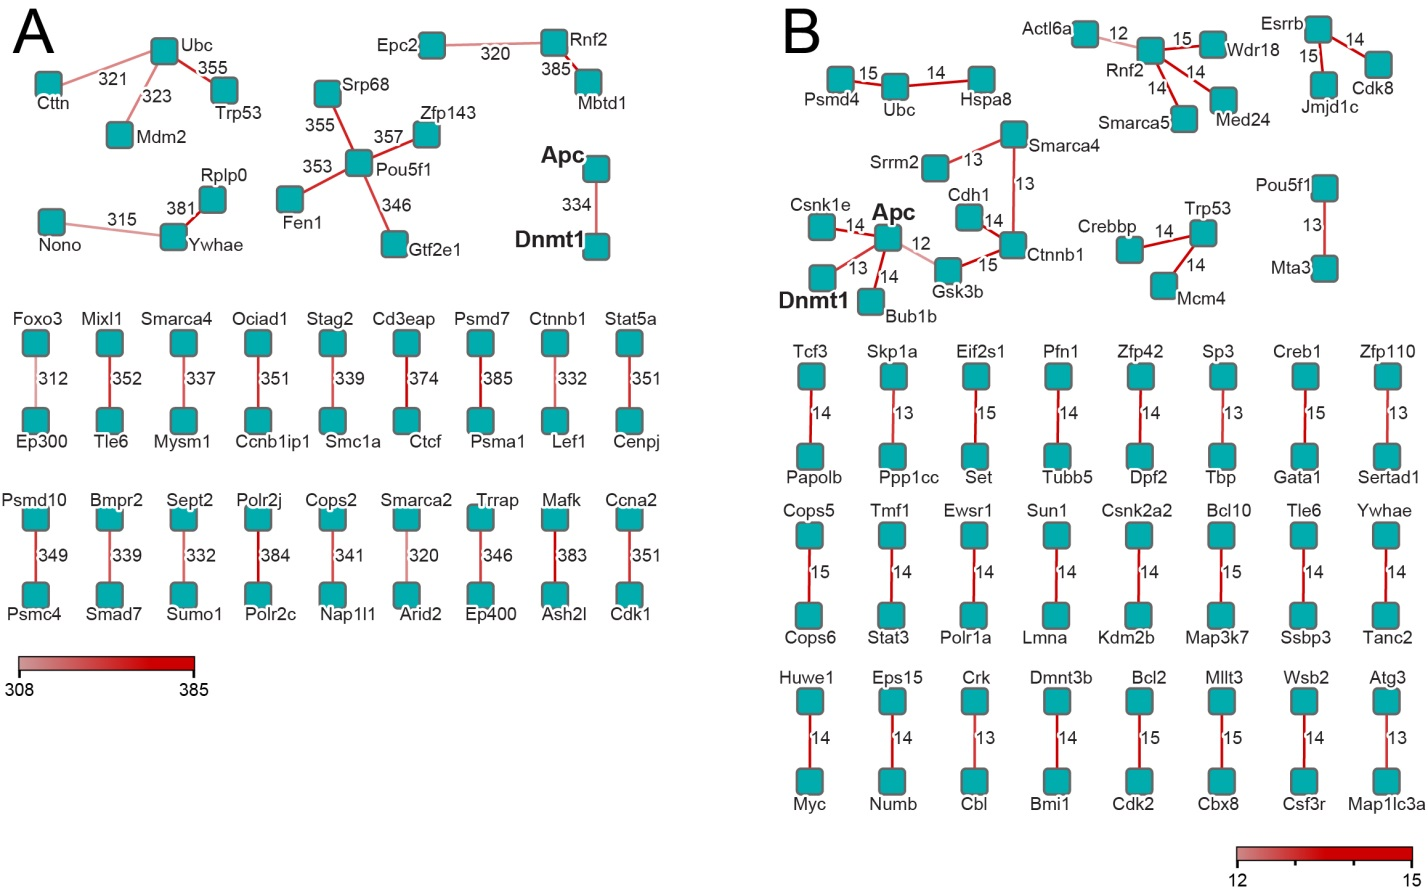 A
Ubc
Cttn
321
323
355
Mdm2
Trp53
Epc2
320
Rnf2
385
Mbtd1
Srp68
355
Zfp143
357
353
Pou5f1
346
Fen1
Gtf2e1
Apc
334
Dnmt1
Rplp0
381
315
Nono
Ywhae
Foxo3 Mixl1 Smarca4 Ociad1 Stag2 Cd3eap Psmd7 Ctnnb1 Stat5a
312 352 337 351 339 374 385 332 351
Ep300 Tle6 Mysm1 Ccnb1ip1 Smc1a Ctcf Psma1 Lef1 Cenpj
Psmd10 Bmpr2 Sept2 Polr2j Cops2 Smarca2 Trrap Mafk Ccna2
349 339 332 384 341 320 346 383 351
Psmc4 Smad7 Sumo1 Polr2c Nap1l1 Arid2 Ep400 Ash2l Cdk1
308 385
B
Psmd4
15
Ubc
14
Hspa8
Actl6a
12
15
Wdr18
Rnf2
14
14
Smarca5
Med24
Esrrb
14
15
Cdk8
Jmjd1c
Smarca4
Srrm2
13
13
Cdh1
14
Ctnnb1
15
Gsk3b
12
Csnk1e
14
Apc
13
14
Dnmt1
Bub1b
Crebbp
14
Trp53
14
Mcm4
Pou5f1
13
Mta3
Tcf3 Skp1a Eif2s1 Pfn1 Zfp42 Sp3 Creb1 Zfp110
14 13 15 14 14 13 15 13
Papolb Ppp1cc Set Tubb5 Dpf2 Tbp Gata1 Sertad1
Cops5 Tmf1 Ewsr1 Sun1 Csnk2a2 Bcl10 Tle6 Ywhae
15 14 14 14 14 15 14 14
Cops6 Stat3 Polr1a Lmna Kdm2b Map3k7 Ssbp3 Tanc2
Huwe1 Eps15 Crk Dmnt3b Bcl2 Mllt3 Wsb2 Atg3
14 14 13 14 15 15 14 13
Myc Numb Cbl Bmi1 Cdk2 Cbx8 Csf3r Map1lc3a
12 15